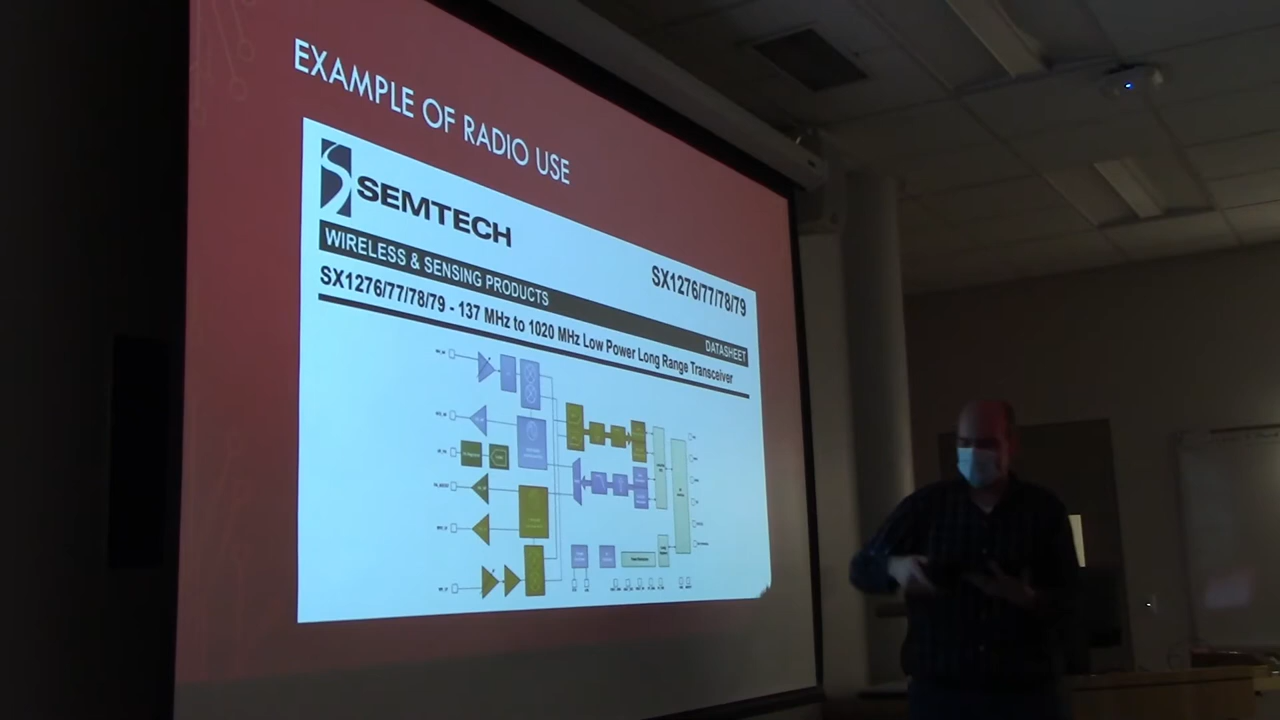 EXAMPLE OF RADIO USE
SEMTECH
WIRELESS & SENSING PRODUCTS
SX1276/77/78/79
DATASHEET
SX1276/77/78/79 - 137 MHz to 1020 MHz Low Power Long Range Transceiver